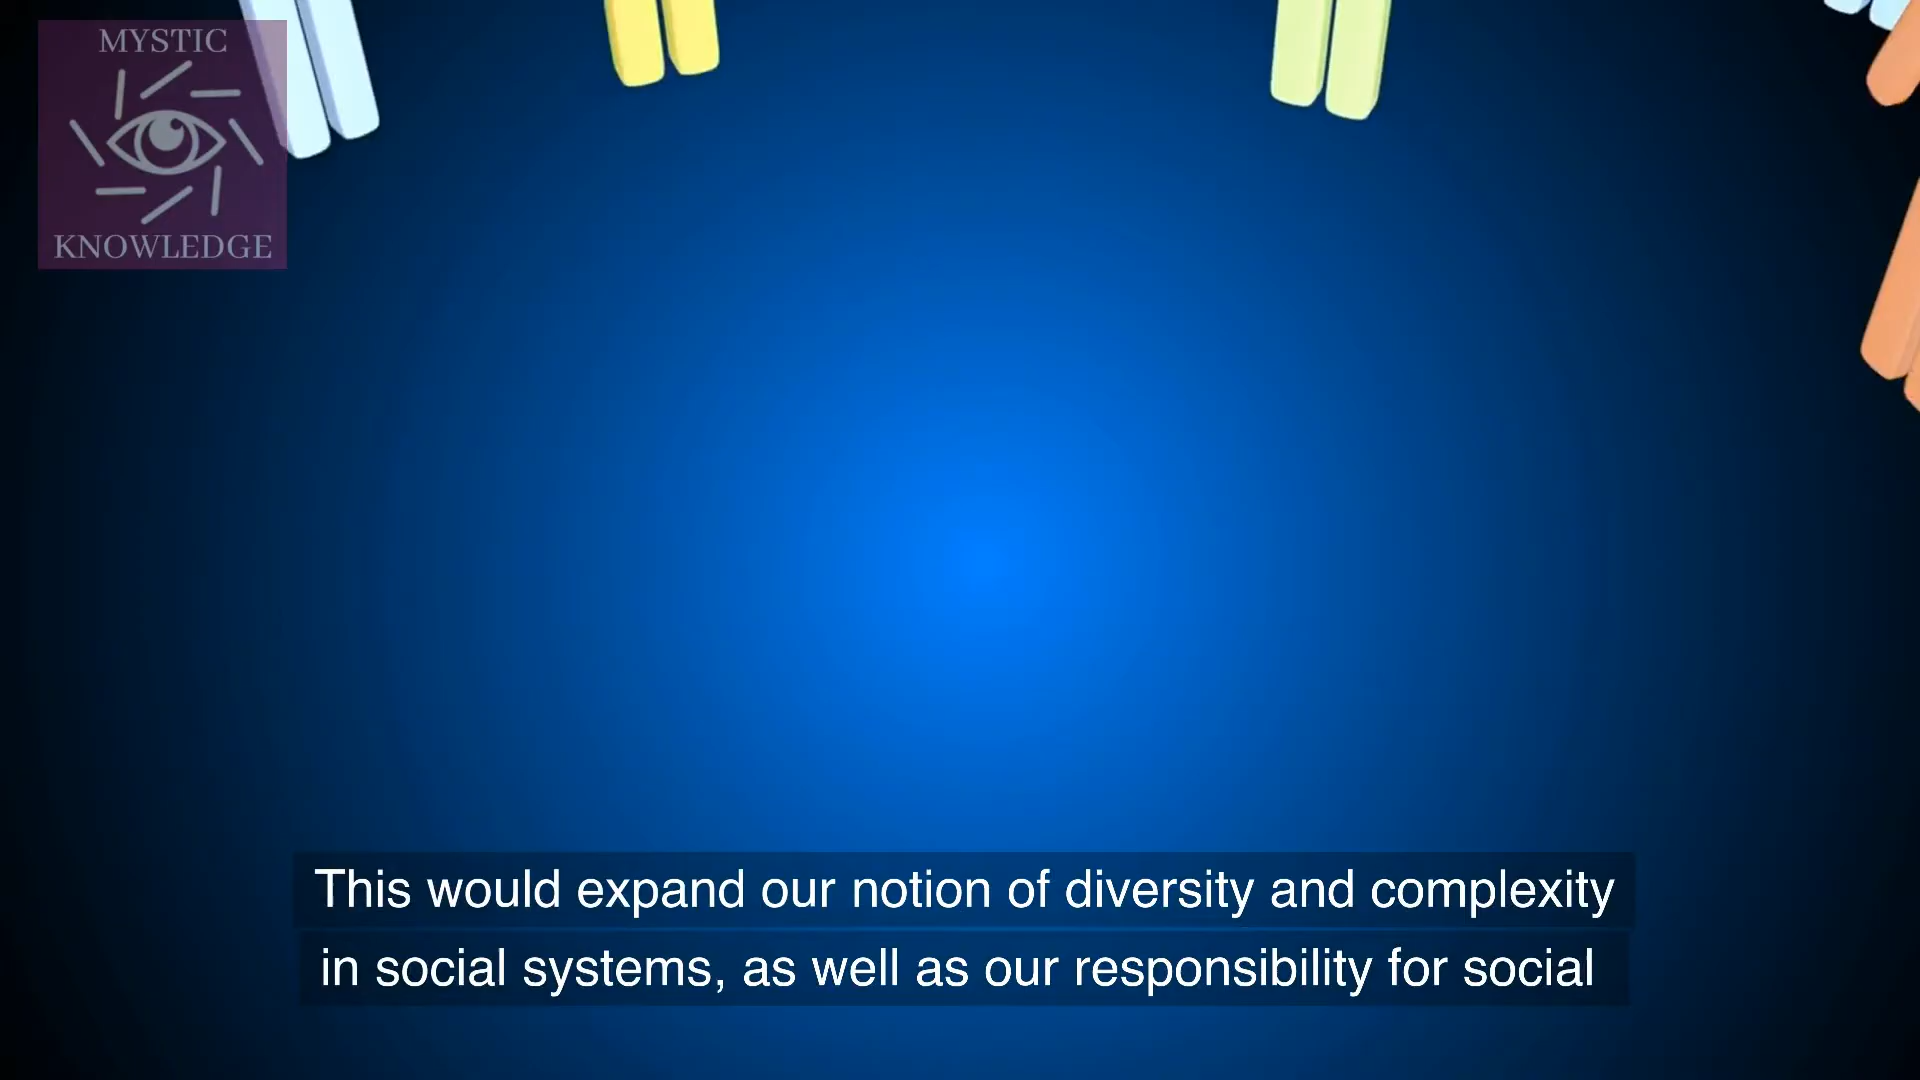 MYSTIC
KNOWLEDGE
This would expand our notion of diversity and complexity
in social systems, as well as our responsibility for social